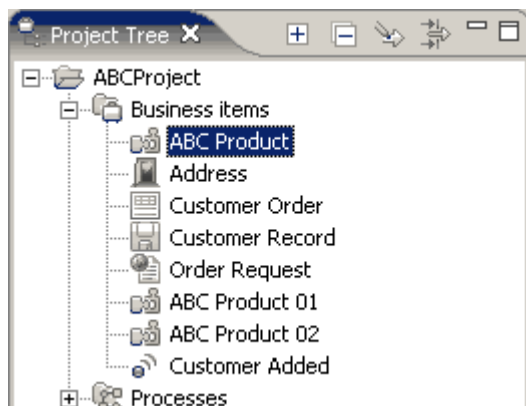 Project Tree
ABCProject
Business items
ABC Product
Address
Customer Order
Customer Record
Order Request
ABC Product 01
ABC Product 02
Customer Added
Processes